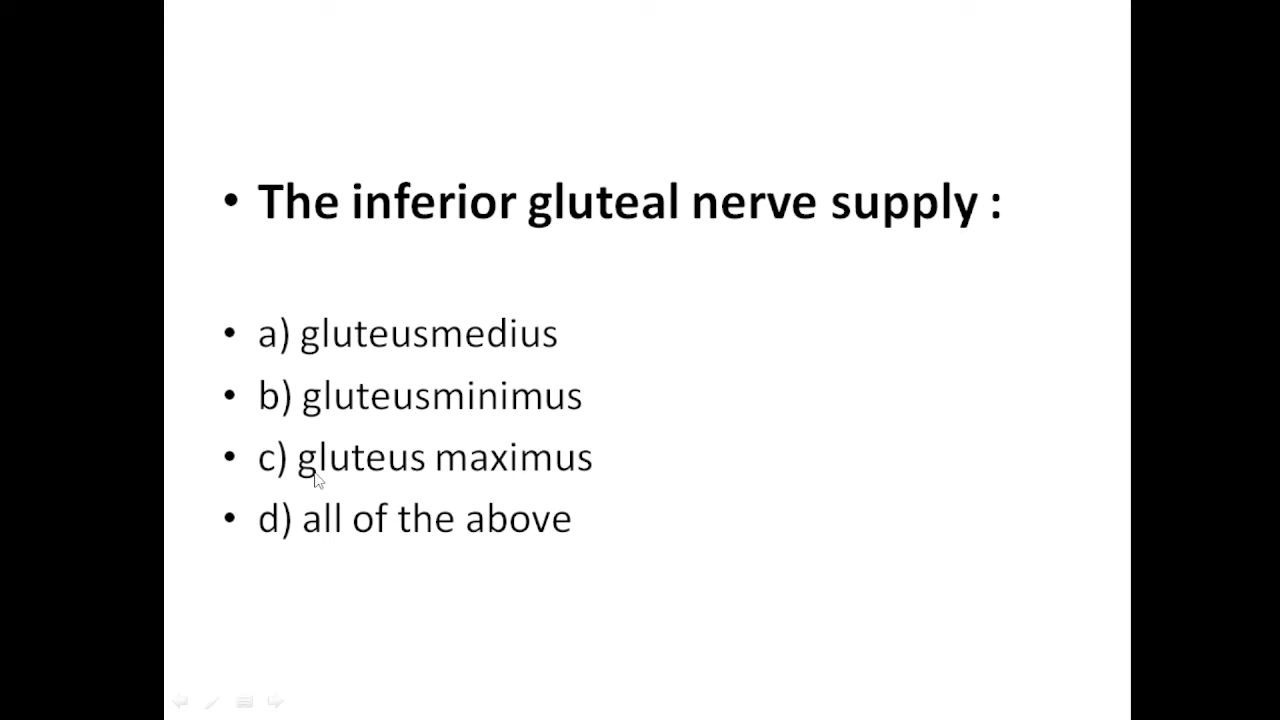 • The inferior gluteal nerve supply :
• a) gluteusmedius
• b) gluteusminimus
• c) gluteus maximus
• d) all of the above